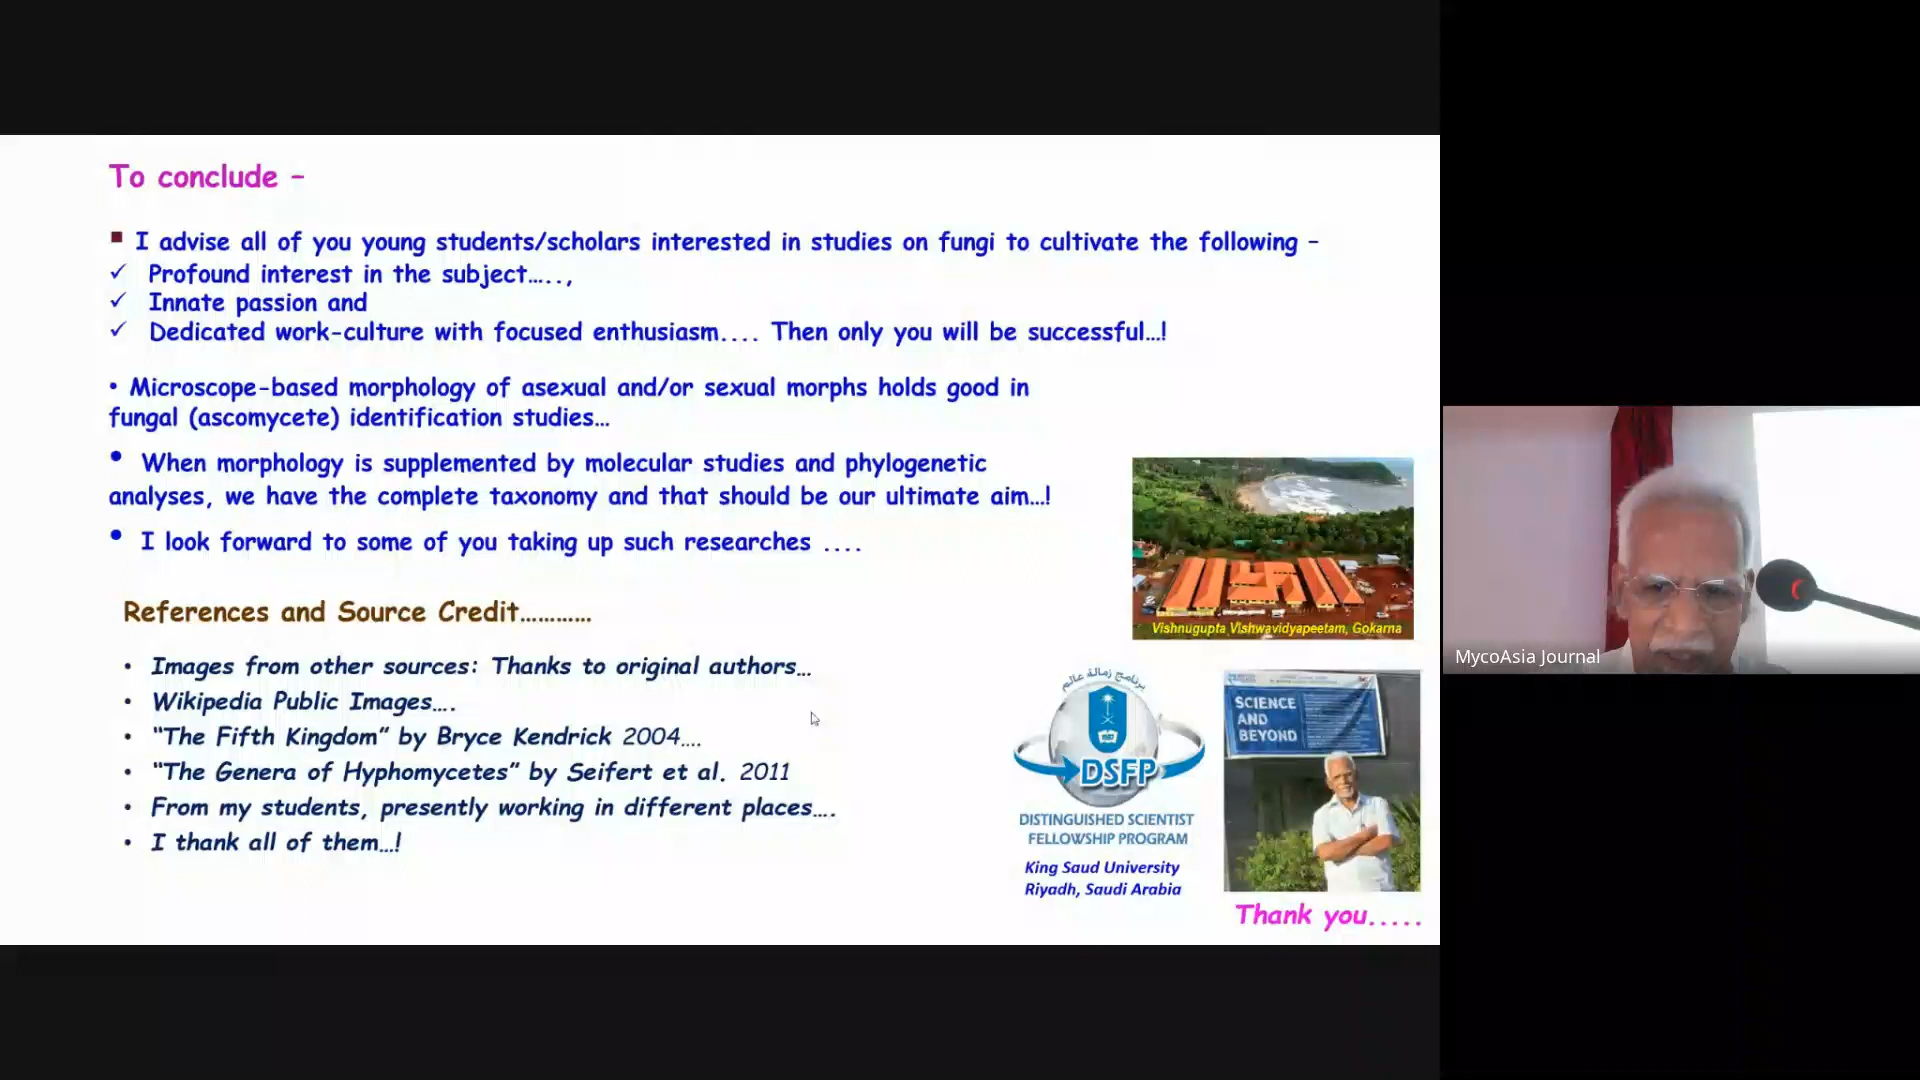 To conclude –
I advise all of you young students/scholars interested in studies on fungi to cultivate the following –
Profound interest in the subject…..,
Innate passion and
Dedicated work-culture with focused enthusiasm.... Then only you will be successful…!
• Microscope-based morphology of asexual and/or sexual morphs holds good in
fungal (ascomycete) identification studies…
• When morphology is supplemented by molecular studies and phylogenetic
analyses, we have the complete taxonomy and that should be our ultimate aim…!
• I look forward to some of you taking up such researches ....
References and Source Credit…………
• Images from other sources: Thanks to original authors…
• Wikipedia Public Images….
• “The Fifth Kingdom” by Bryce Kendrick 2004….
• “The Genera of Hyphomycetes” by Seifert et al. 2011
• From my students, presently working in different places….
• I thank all of them…!
Vishnugupta Vishwavidyapeetam, Gokarna
برنامج زمالة عالم
DSFP
DISTINGUISHED SCIENTIST
FELLOWSHIP PROGRAM
King Saud University
Riyadh, Saudi Arabia
SCIENCE
AND
BEYOND
Thank you.....
MycoAsia Journal